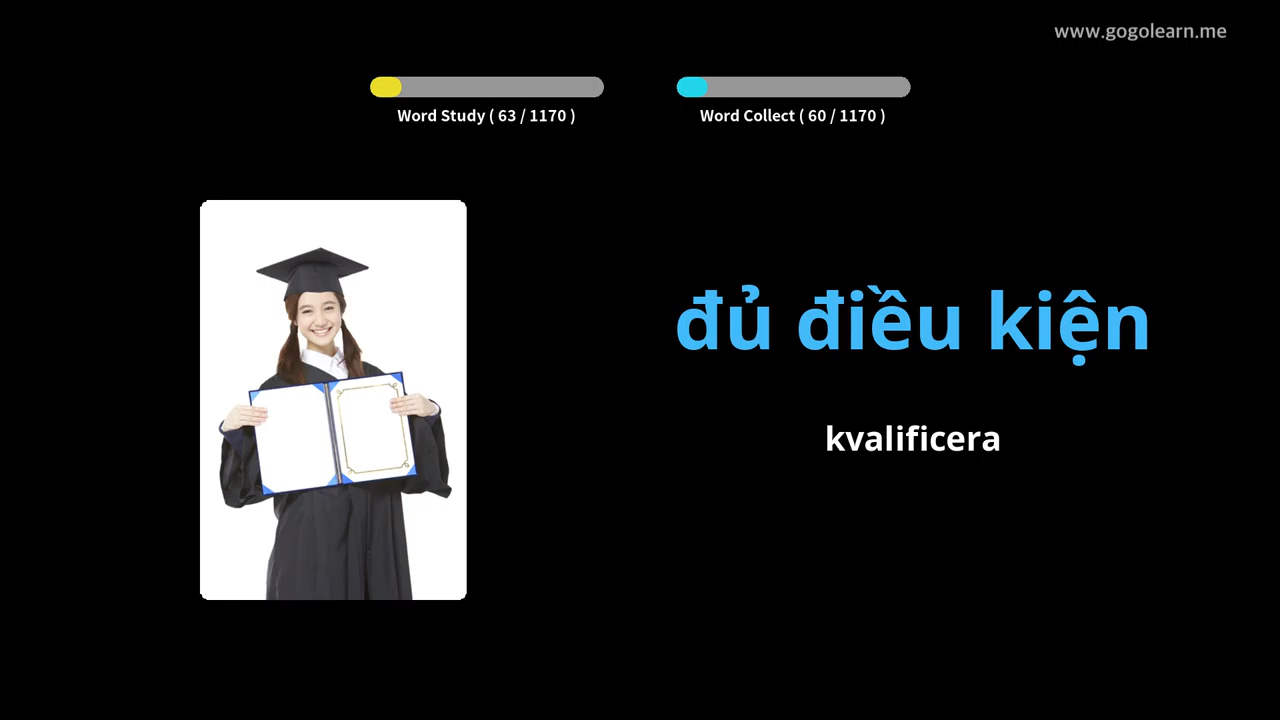 www.gogolearn.me
Word Study ( 63 / 1170 )
Word Collect ( 60 / 1170 )
đủ điều kiện
kvalificera